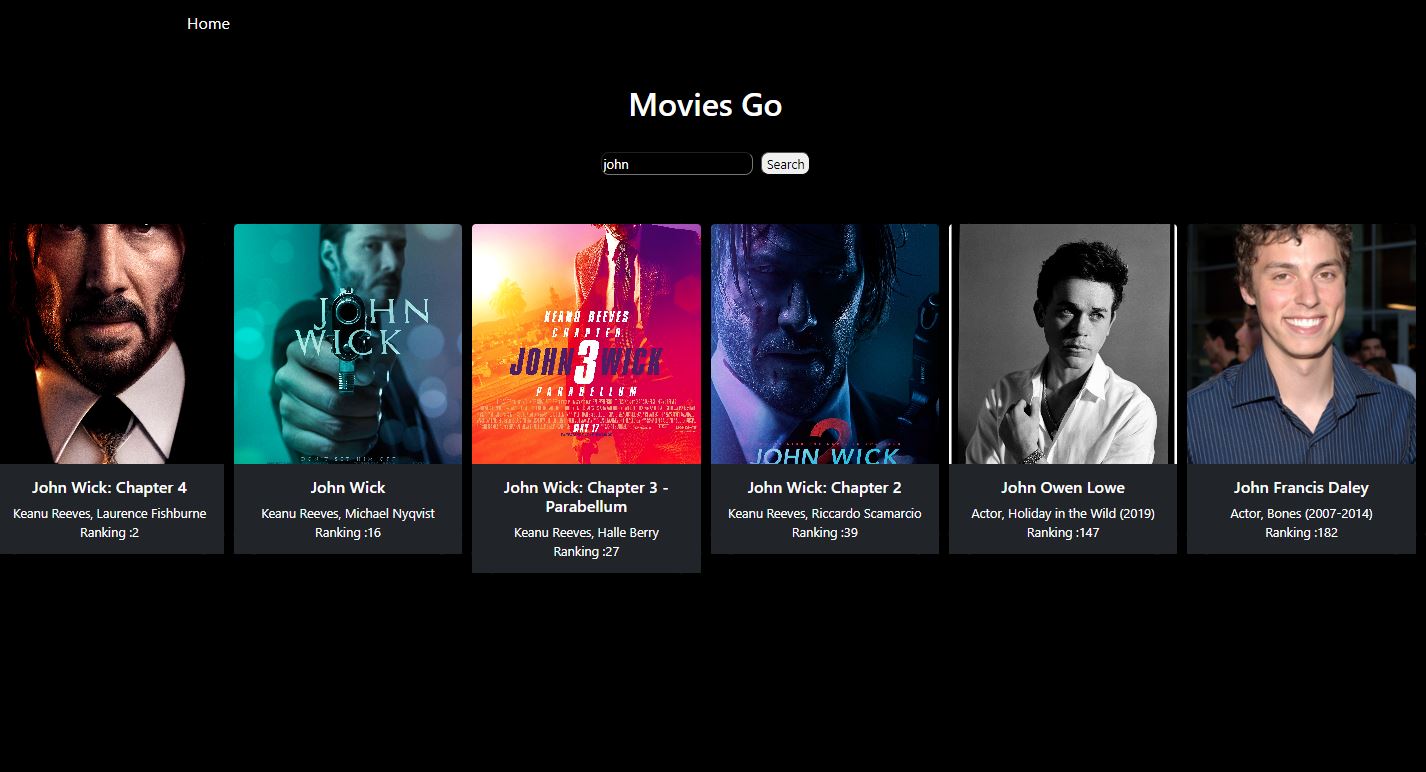 Home
Movies Go
john
Search
JOHN
WICK
KEANU REEVES
CHAPTER
JOHN 3 WICK
PARABELLUM
MAY 17
2
JOHN WICK
John Wick: Chapter 4
Keanu Reeves, Laurence Fishburne
Ranking :2
John Wick
Keanu Reeves, Michael Nyqvist
Ranking :16
John Wick: Chapter 3 -
Parabellum
Keanu Reeves, Halle Berry
Ranking :27
John Wick: Chapter 2
Keanu Reeves, Riccardo Scamarcio
Ranking :39
John Owen Lowe
Actor, Holiday in the Wild (2019)
Ranking :147
John Francis Daley
Actor, Bones (2007-2014)
Ranking :182